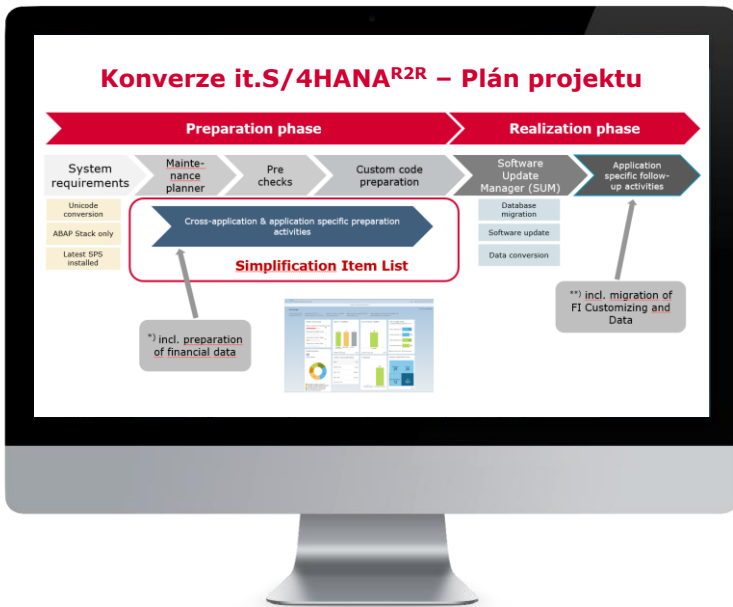 Konverze it.S/4HANAR2R – Plán projektu
Preparation phase
Realization phase
System
requirements
Mainte-
nance
planner
Pre
checks
Custom code
preparation
Software
Update
Manager (SUM)
Application
specific follow-
up activities
Unicode
conversion
ABAP Stack only
Latest SPS
installed
Cross-application & application specific preparation
activities
Simplification Item List
Database
migration
Software update
Data conversion
*) incl. preparation
of financial data
**) incl. migration of
FI Customizing and
Data